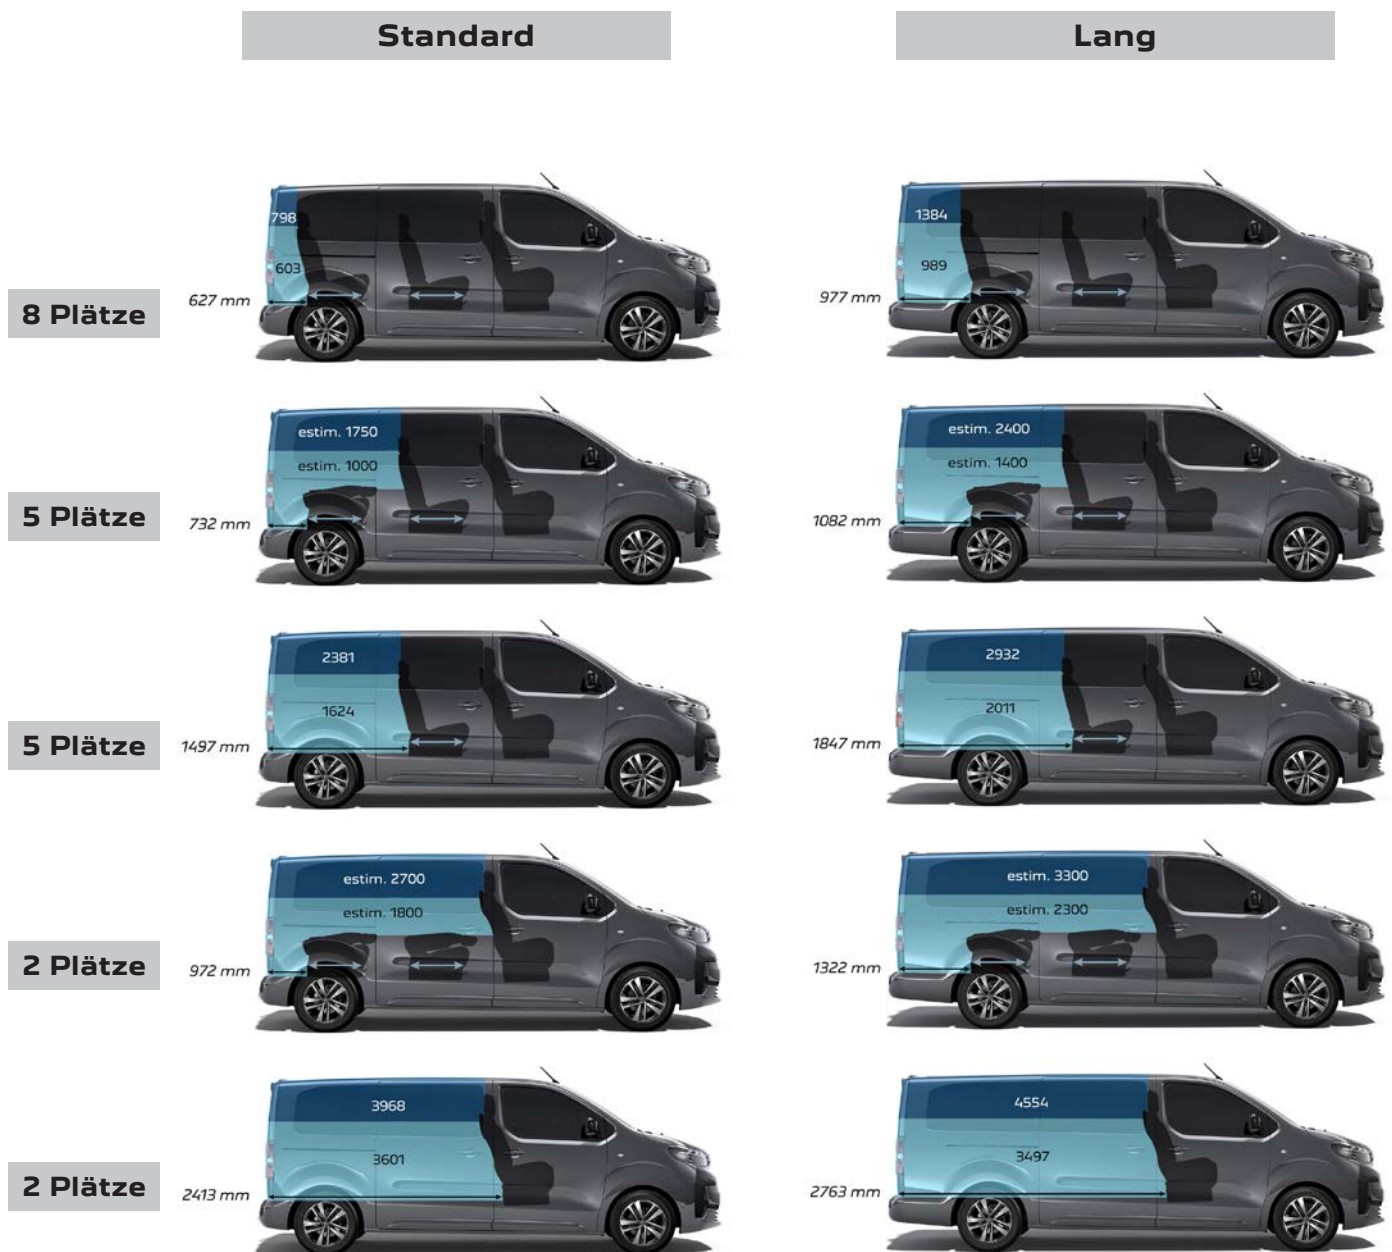 Standard
Lang
798
603
627 mm
1384
989
977 mm
8 Plätze
estim. 1750
estim. 1000
732 mm
estim. 2400
estim. 1400
1082 mm
5 Plätze
2381
1624
1497 mm
2932
2011
1847 mm
5 Plätze
estim. 2700
estim. 1800
972 mm
estim. 3300
estim. 2300
1322 mm
2 Plätze
3968
3601
2413 mm
4554
3497
2763 mm
2 Plätze